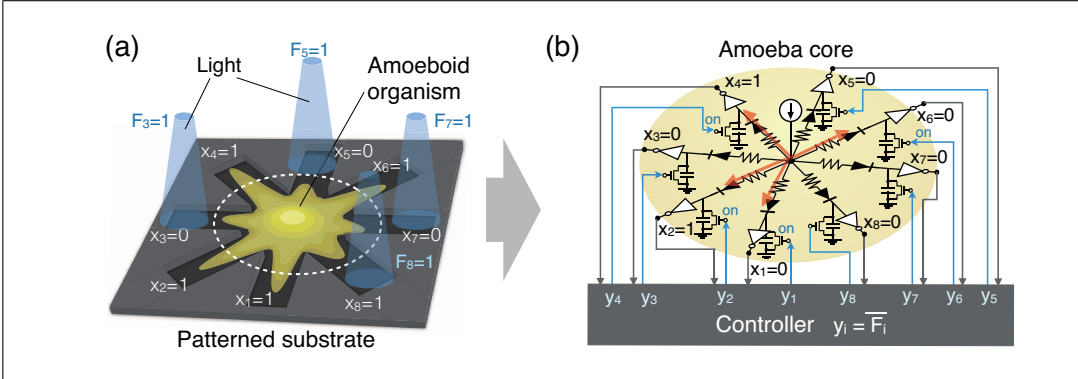 (a)
F₅=1
Light
Amoeboid
organism
F₃=1
F₇=1
x₄=1
x₅=0
x₆=1
x₃=0
x₇=0
F₈=1
x₂=1
x₁=1
x₈=1
Patterned substrate
(b)
Amoeba core
x₄=1
x₅=0
on
on
x₆=0
x₃=0
x₇=0
on
on
x₂=1
x₈=0
x₁=0
y₄ y₃ y₂ y₁ y₈ y₇ y₆ y₅
Controller yᵢ = F̅ᵢ